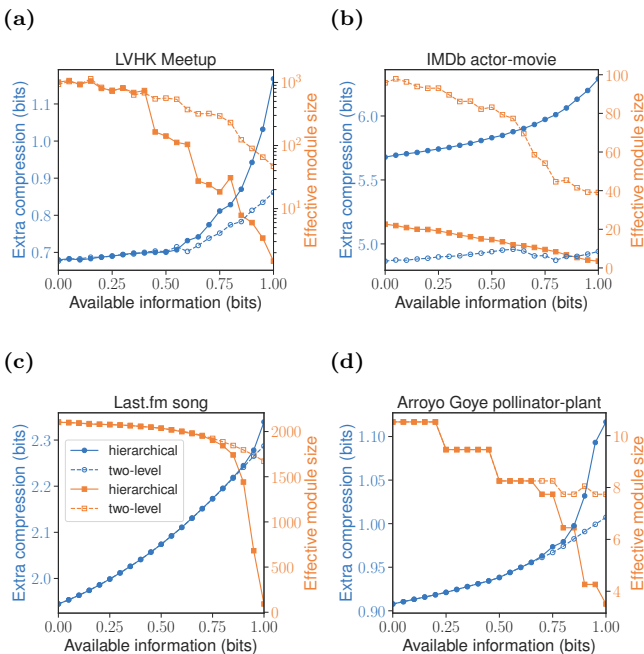 (a)
LVHK Meetup
Extra compression (bits)
1.1
1.0
0.9
0.8
0.7
10³
10²
10¹
Effective module size
0.00 0.25 0.50 0.75 1.00
Available information (bits)
(b)
IMDb actor-movie
Extra compression (bits)
6.0
5.5
5.0
100
80
60
40
20
0
Effective module size
0.00 0.25 0.50 0.75 1.00
Available information (bits)
(c)
Last.fm song
Extra compression (bits)
2.3
2.2
2.1
2.0
hierarchical
two-level
hierarchical
two-level
2000
1500
1000
500
0
Effective module size
0.00 0.25 0.50 0.75 1.00
Available information (bits)
(d)
Arroyo Goye pollinator-plant
Extra compression (bits)
1.10
1.05
1.00
0.95
0.90
10
8
6
4
Effective module size
0.00 0.25 0.50 0.75 1.00
Available information (bits)